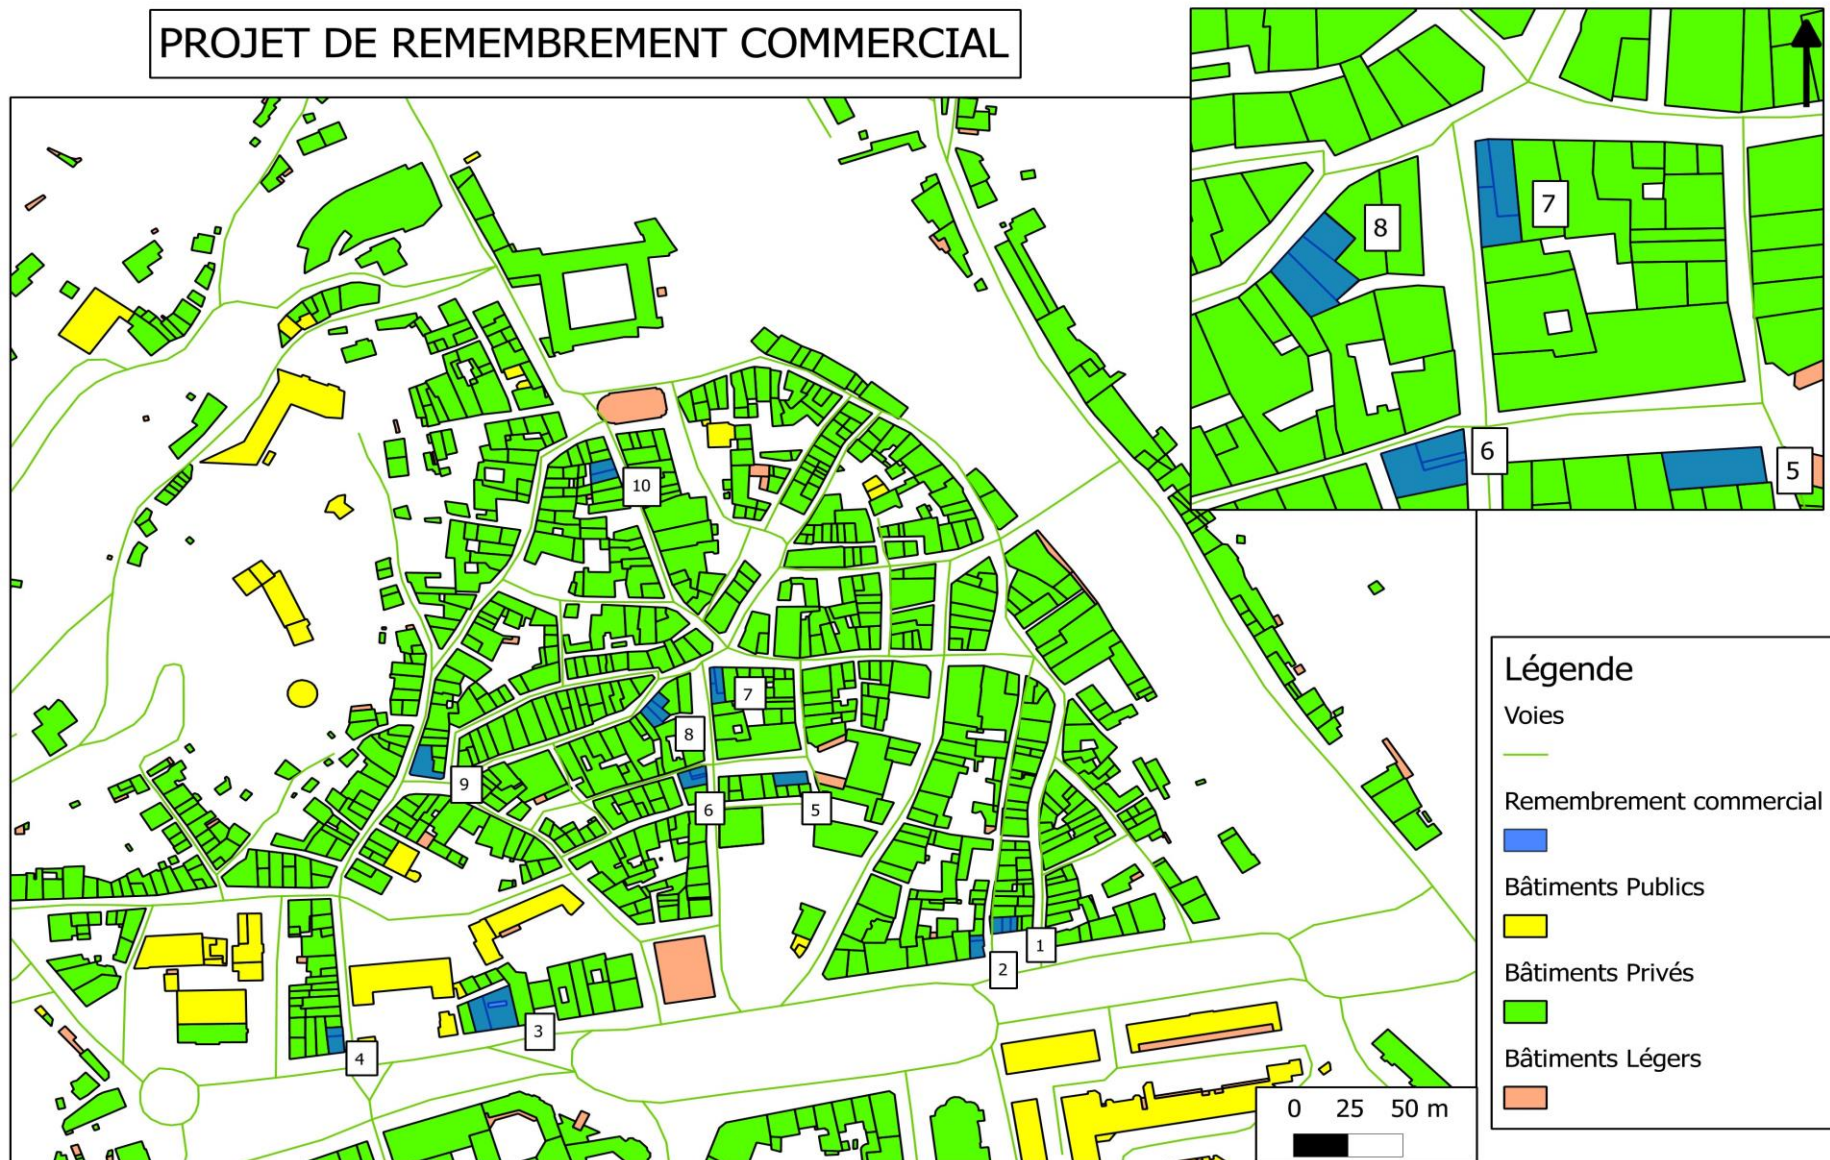 PROJET DE REMEMBREMENT COMMERCIAL
7
8
6
5
10
7
8
9
6
5
1
2
3
4
Légende
Voies
Remembrement commercial
Bâtiments Publics
Bâtiments Privés
Bâtiments Légers
0 25 50 m